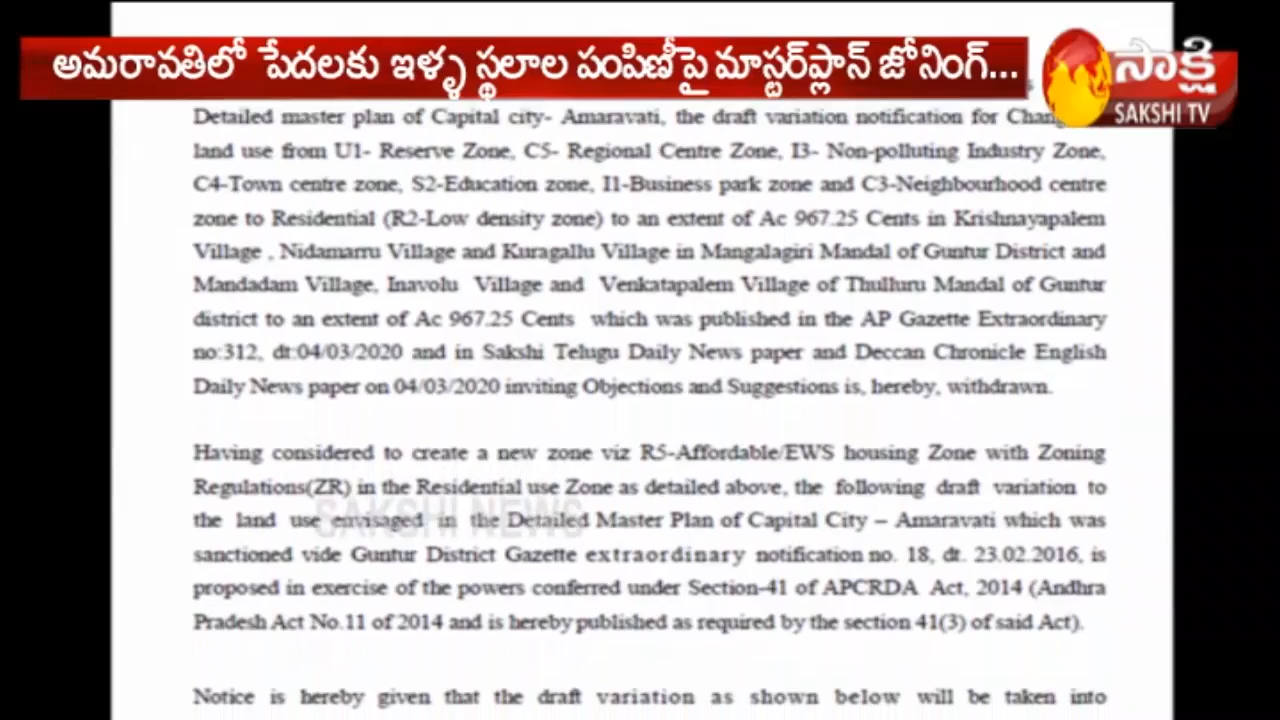 అమరావతిలో పేదలకు ఇళ్ళ స్థలాల పంపిణీపై మాస్టర్‌ప్లాన్ జోనింగ్...
సాక్షి
SAKSHI TV
Detailed master plan of Capital city- Amaravati, the draft variation notification for
land use from U1- Reserve Zone, C5- Regional Centre Zone, I3- Non-polluting Industry Zone,
C4-Town centre zone, S2-Education zone, I1-Business park zone and C3-Neighbourhood centre
zone to Residential (R2-Low density zone) to an extent of Ac 967.25 Cents in Krishnayapalem
Village , Nidamarru Village and Kuragallu Village in Mangalagiri Mandal of Guntur District and
Mandadam Village, Inavolu Village and Venkatapalem Village of Thulluru Mandal of Guntur
district to an extent of Ac 967.25 Cents which was published in the AP Gazette Extraordinary
no:312, dt:04/03/2020 and in Sakshi Telugu Daily News paper and Deccan Chronicle English
Daily News paper on 04/03/2020 inviting Objections and Suggestions is, hereby, withdrawn.
Having considered to create a new zone viz R5-Affordable/EWS housing Zone with Zoning
Regulations(ZR) in the Residential use Zone as detailed above, the following draft variation to
the land use envisaged in the Detailed Master Plan of Capital City – Amaravati which was
SAKSHI NEWS
sanctioned vide Guntur District Gazette extraordinary notification no. 18, dt. 23.02.2016, is
proposed in exercise of the powers conferred under Section-41 of APCRDA Act, 2014 (Andhra
Pradesh Act No.11 of 2014 and is hereby published as required by the section 41(3) of said Act).
Notice is hereby given that the draft variation as shown below will be taken into